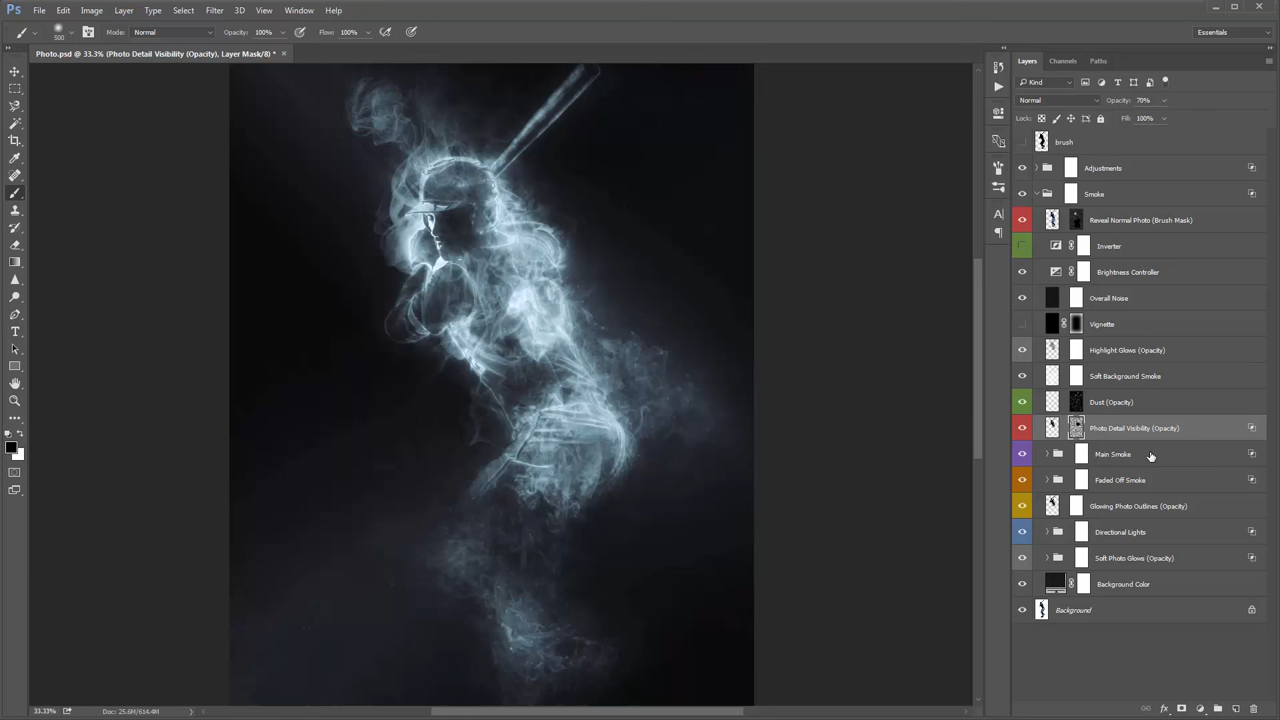 Ps File Edit Image Layer Type Select Filter 3D View Window Help
500 Mode: Normal Opacity: 100% Flow: 100% Essentials
Photo.psd @ 33.3% (Photo Detail Visibility (Opacity), Layer Mask/8) * ×
Layers Channels Paths
Kind
Normal Opacity: 70%
Lock: Fill: 100%
brush
Adjustments
Smoke
Reveal Normal Photo (Brush Mask)
Inverter
Brightness Controller
Overall Noise
Vignette
Highlight Glows (Opacity)
Soft Background Smoke
Dust (Opacity)
Photo Detail Visibility (Opacity)
Main Smoke
Faded Off Smoke
Glowing Photo Outlines (Opacity)
Directional Lights
Soft Photo Glows (Opacity)
Background Color
Background
33.33% Doc: 25.6M/614.4M